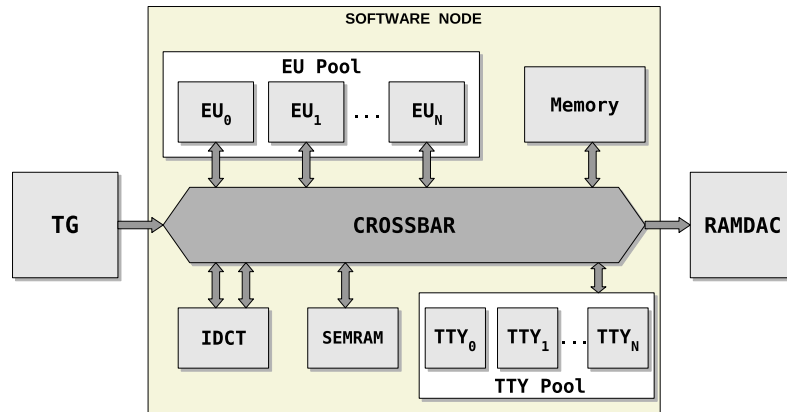 SOFTWARE NODE
EU Pool
EU0 EU1 ... EUN
Memory
TG
CROSSBAR
RAMDAC
IDCT
SEMRAM
TTY0 TTY1 ... TTYN
TTY Pool